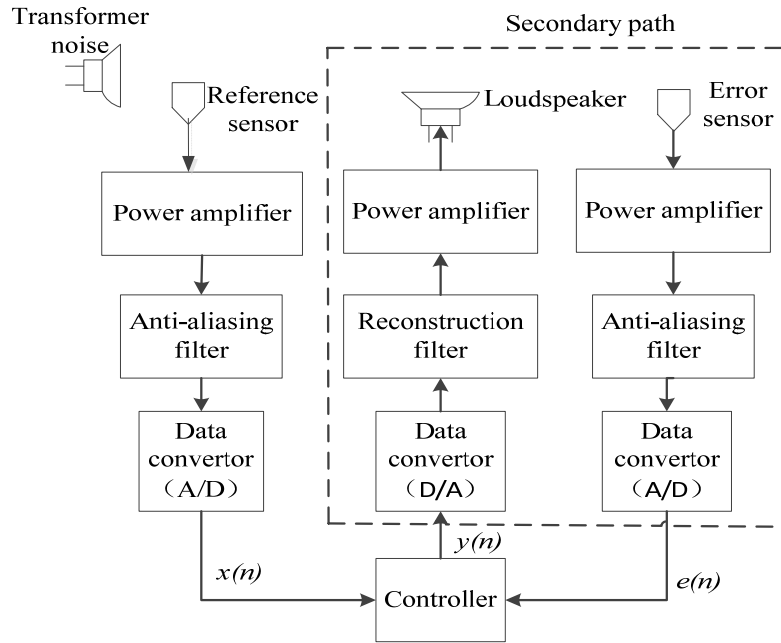 Secondary path
Transformer
noise
Reference
sensor
Loudspeaker
Error
sensor
Power amplifier
Power amplifier
Power amplifier
Anti-aliasing
filter
Reconstruction
filter
Anti-aliasing
filter
Data
convertor
（A/D）
Data
convertor
（D/A）
Data
convertor
（A/D）
x(n)
y(n)
e(n)
Controller